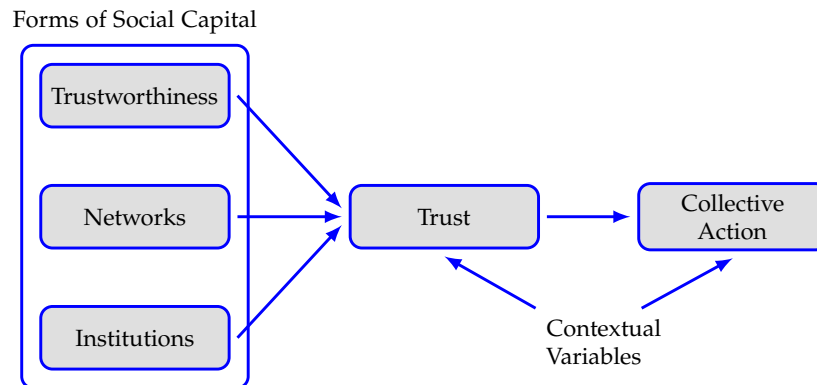 Forms of Social Capital
Trustworthiness
Networks
Institutions
Trust
Collective
Action
Contextual
Variables